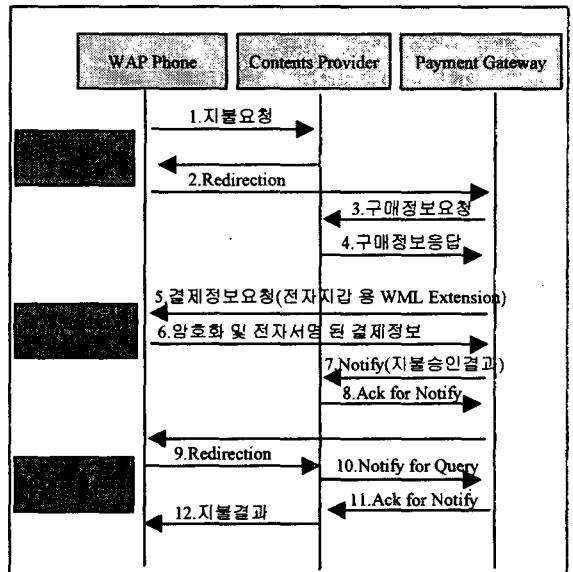 WAP Phone
Contents Provider
Payment Gateway
1.지불요청
2.Redirection
3.구매정보요청
4.구매정보응답
5.결제정보요청(전자지갑 용 WML Extension)
6.암호화 및 전자서명 된 결제정보
7.Notify(지불승인결과)
8.Ack for Notify
9.Redirection
10.Notify for Query
11.Ack for Notify
12.지불결과